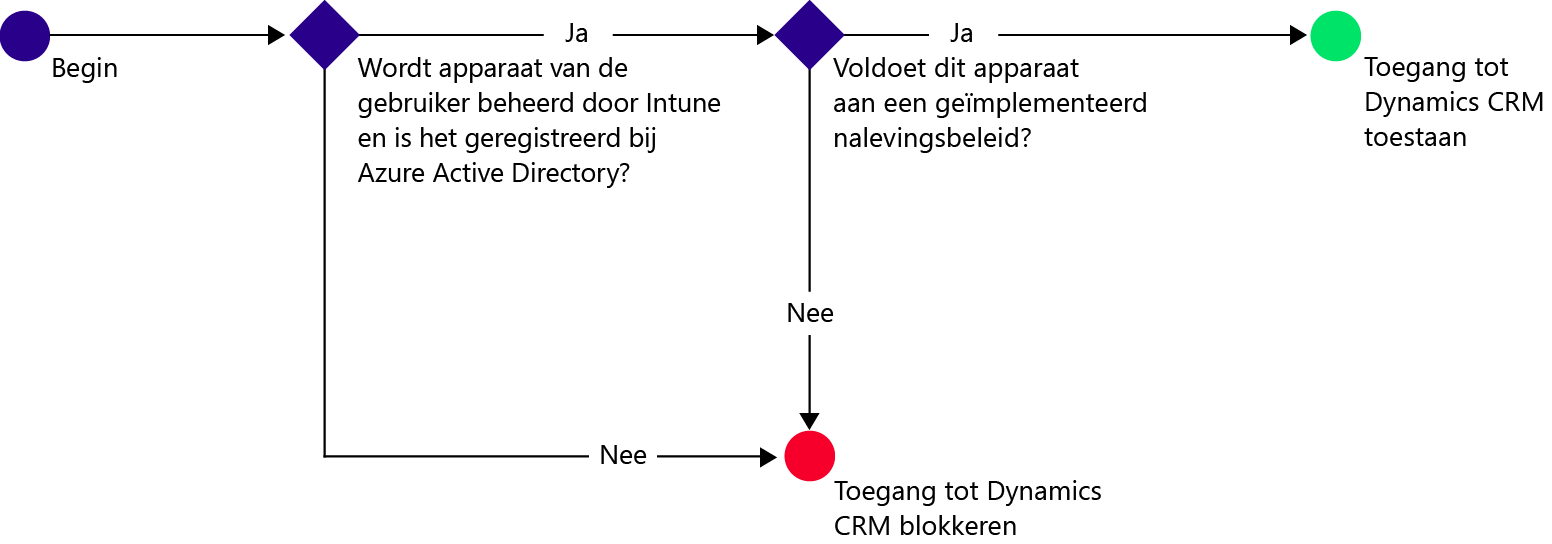 Begin
Ja
Wordt apparaat van de
gebruiker beheerd door Intune
en is het geregistreerd bij
Azure Active Directory?
Ja
Voldoet dit apparaat
aan een geïmplementeerd
nalevingsbeleid?
Toegang tot
Dynamics CRM
toestaan
Nee
Nee
Toegang tot Dynamics
CRM blokkeren